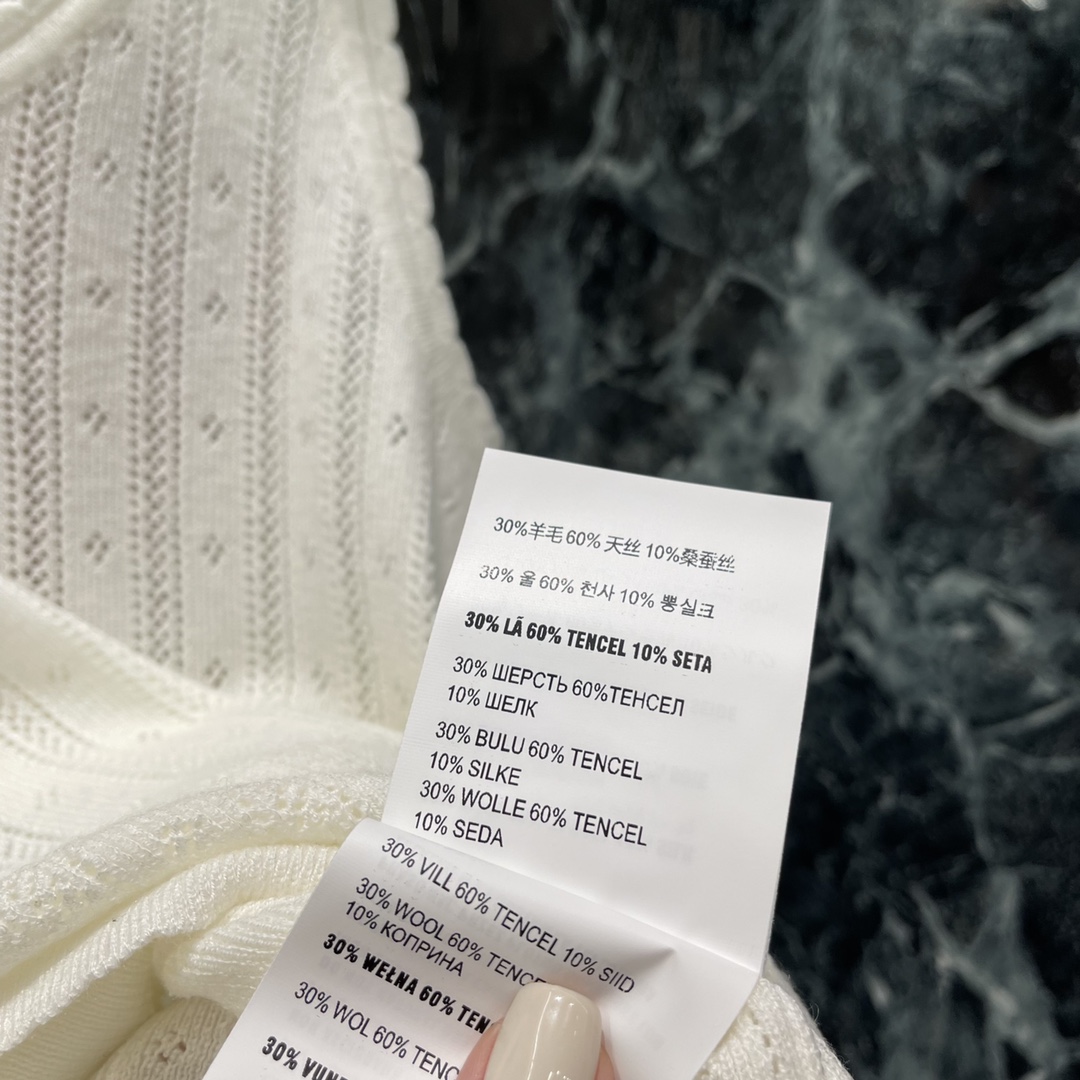 30%羊毛60% 天丝 10%桑蚕丝
30% 울 60% 천사 10% 뽕실크
30% LÃ 60% TENCEL 10% SETA
30% ШЕРСТЬ 60%ТЕНСЕЛ
10% ШЕЛК
30% BULU 60% TENCEL
10% SILKE
30% WOLLE 60% TENCEL
10% SEDA
30% VILL 60% TENCEL 10% SIID
30% WOOL 60% TENCE
10% КОПРИНА
30% WEŁNA 60% TEN
30% WOL 60% TENC
30%